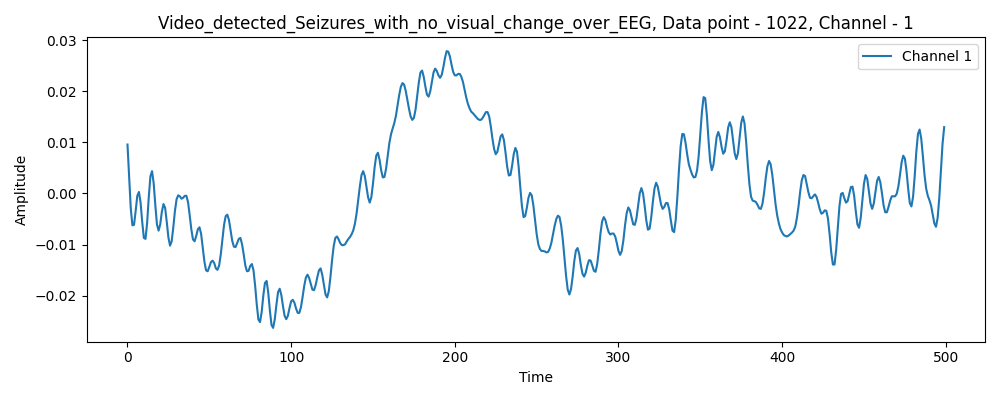 Video_detected_Seizures_with_no_visual_change_over_EEG, Data point - 1022, Channel - 1
Channel 1
0.03
0.02
0.01
0.00
−0.01
−0.02
Amplitude
0 100 200 300 400 500
Time